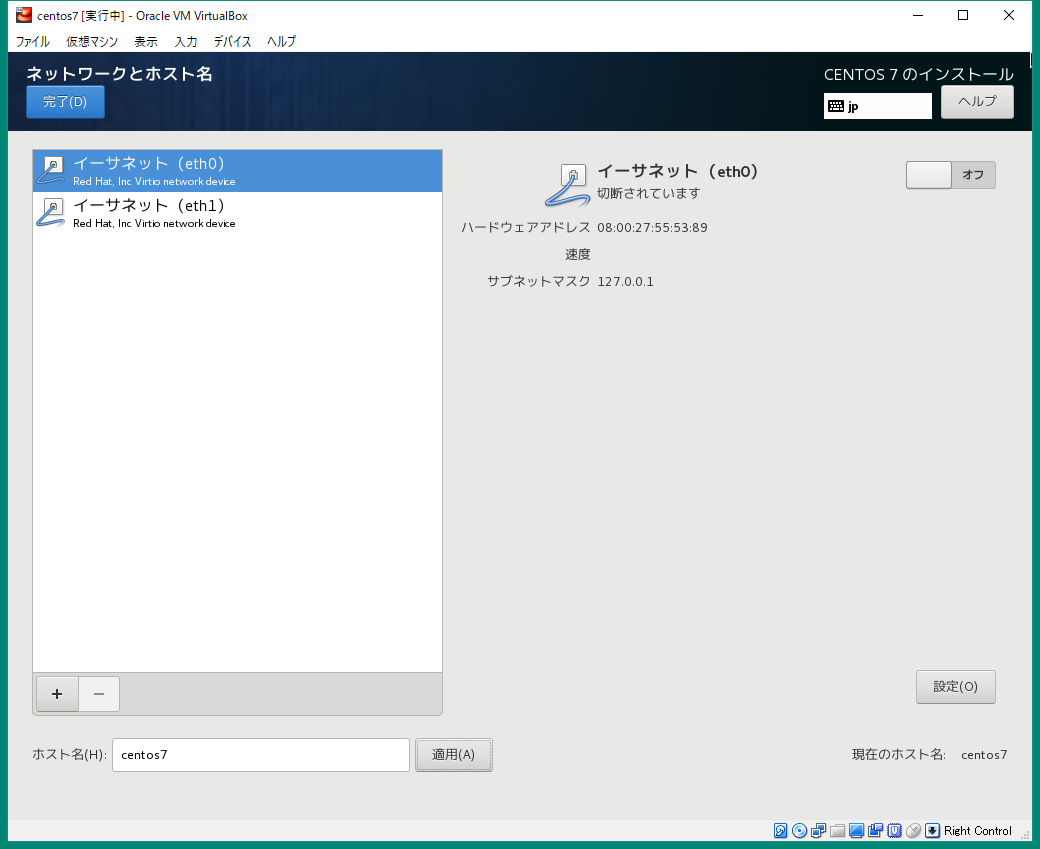 centos7 [実行中] - Oracle VM VirtualBox
ファイル 仮想マシン 表示 入力 デバイス ヘルプ
ネットワークとホスト名
CENTOS 7 のインストール
完了(D)
jp
ヘルプ
イーサネット（eth0）
Red Hat, Inc Virtio network device
イーサネット（eth1）
Red Hat, Inc Virtio network device
イーサネット（eth0）
切断されています
オフ
ハードウェアアドレス 08:00:27:55:53:89
速度
サブネットマスク 127.0.0.1
+ −
設定(O)
ホスト名(H): centos7 適用(A)
現在のホスト名: centos7
Right Control